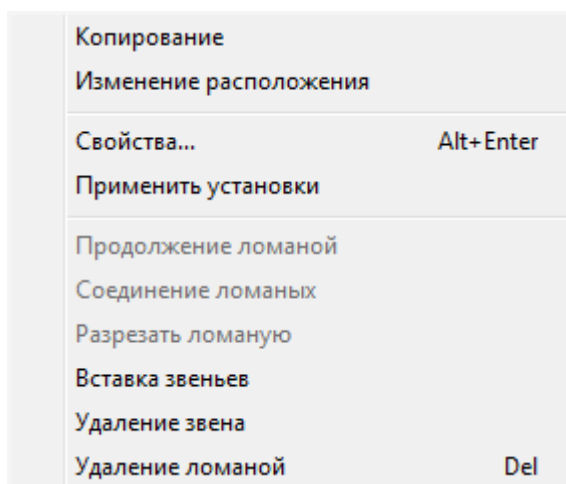 Копирование
Изменение расположения
Свойства... Alt+Enter
Применить установки
Продолжение ломаной
Соединение ломаных
Разрезать ломаную
Вставка звеньев
Удаление звена
Удаление ломаной Del